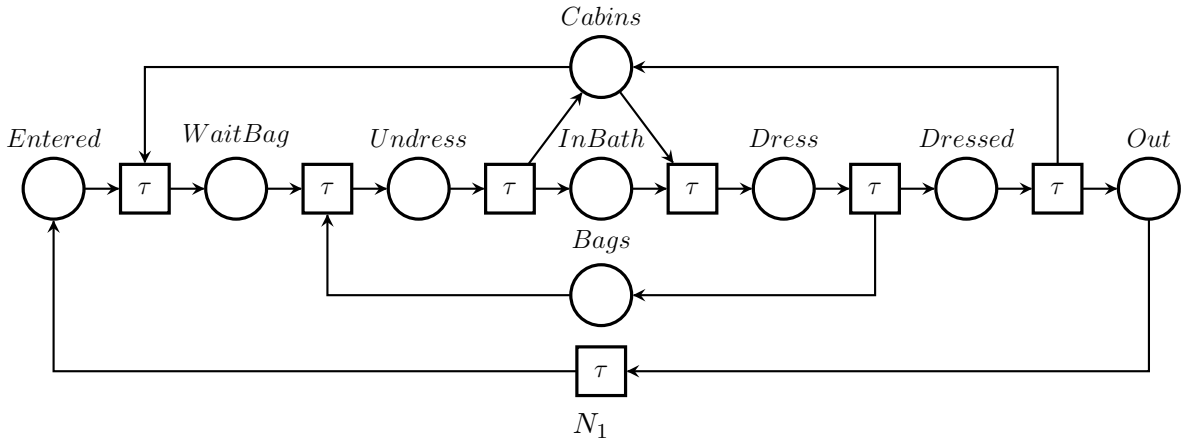 Cabins
Entered WaitBag Undress InBath Dress Dressed Out
τ τ τ τ τ τ
Bags
τ
N₁